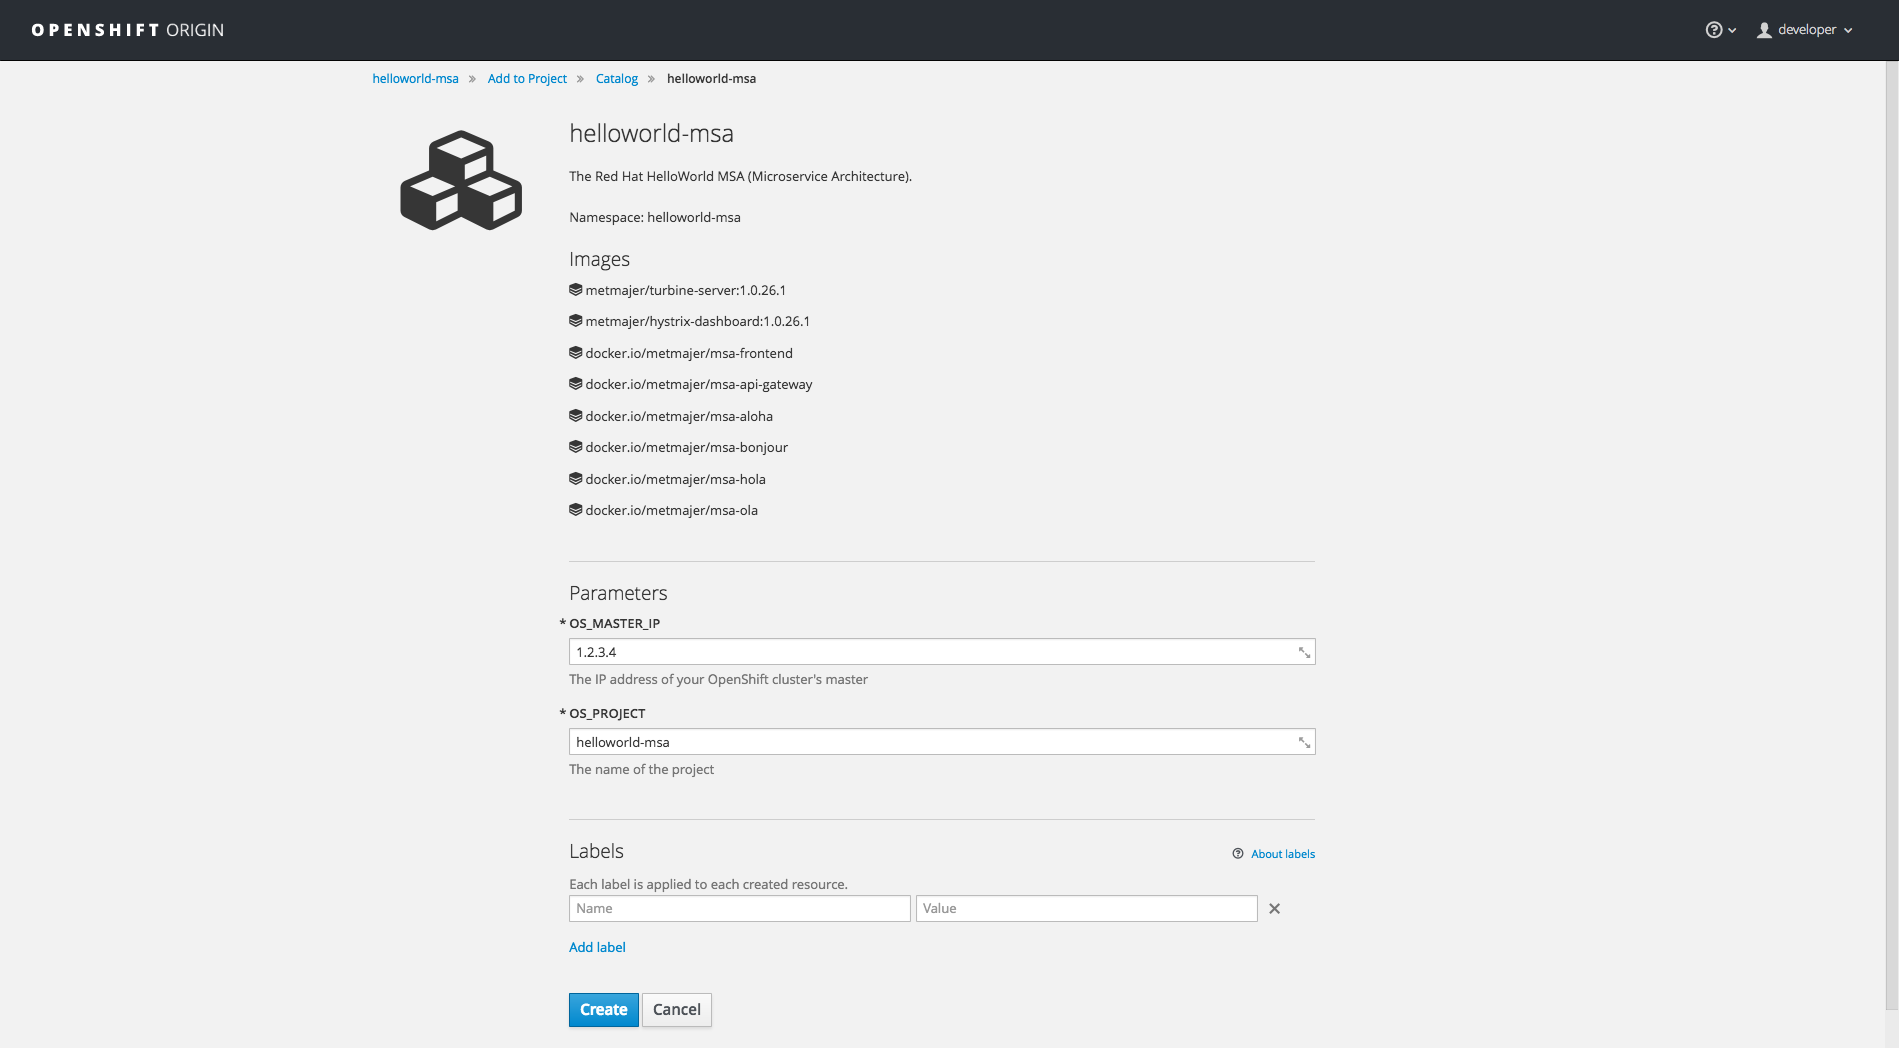 OPENSHIFT ORIGIN
developer
helloworld-msa » Add to Project » Catalog » helloworld-msa
helloworld-msa
The Red Hat HelloWorld MSA (Microservice Architecture).
Namespace: helloworld-msa
Images
metmajer/turbine-server:1.0.26.1
metmajer/hystrix-dashboard:1.0.26.1
docker.io/metmajer/msa-frontend
docker.io/metmajer/msa-api-gateway
docker.io/metmajer/msa-aloha
docker.io/metmajer/msa-bonjour
docker.io/metmajer/msa-hola
docker.io/metmajer/msa-ola
Parameters
* OS_MASTER_IP
1.2.3.4
The IP address of your OpenShift cluster's master
* OS_PROJECT
helloworld-msa
The name of the project
Labels
About labels
Each label is applied to each created resource.
Name Value
Add label
Create Cancel